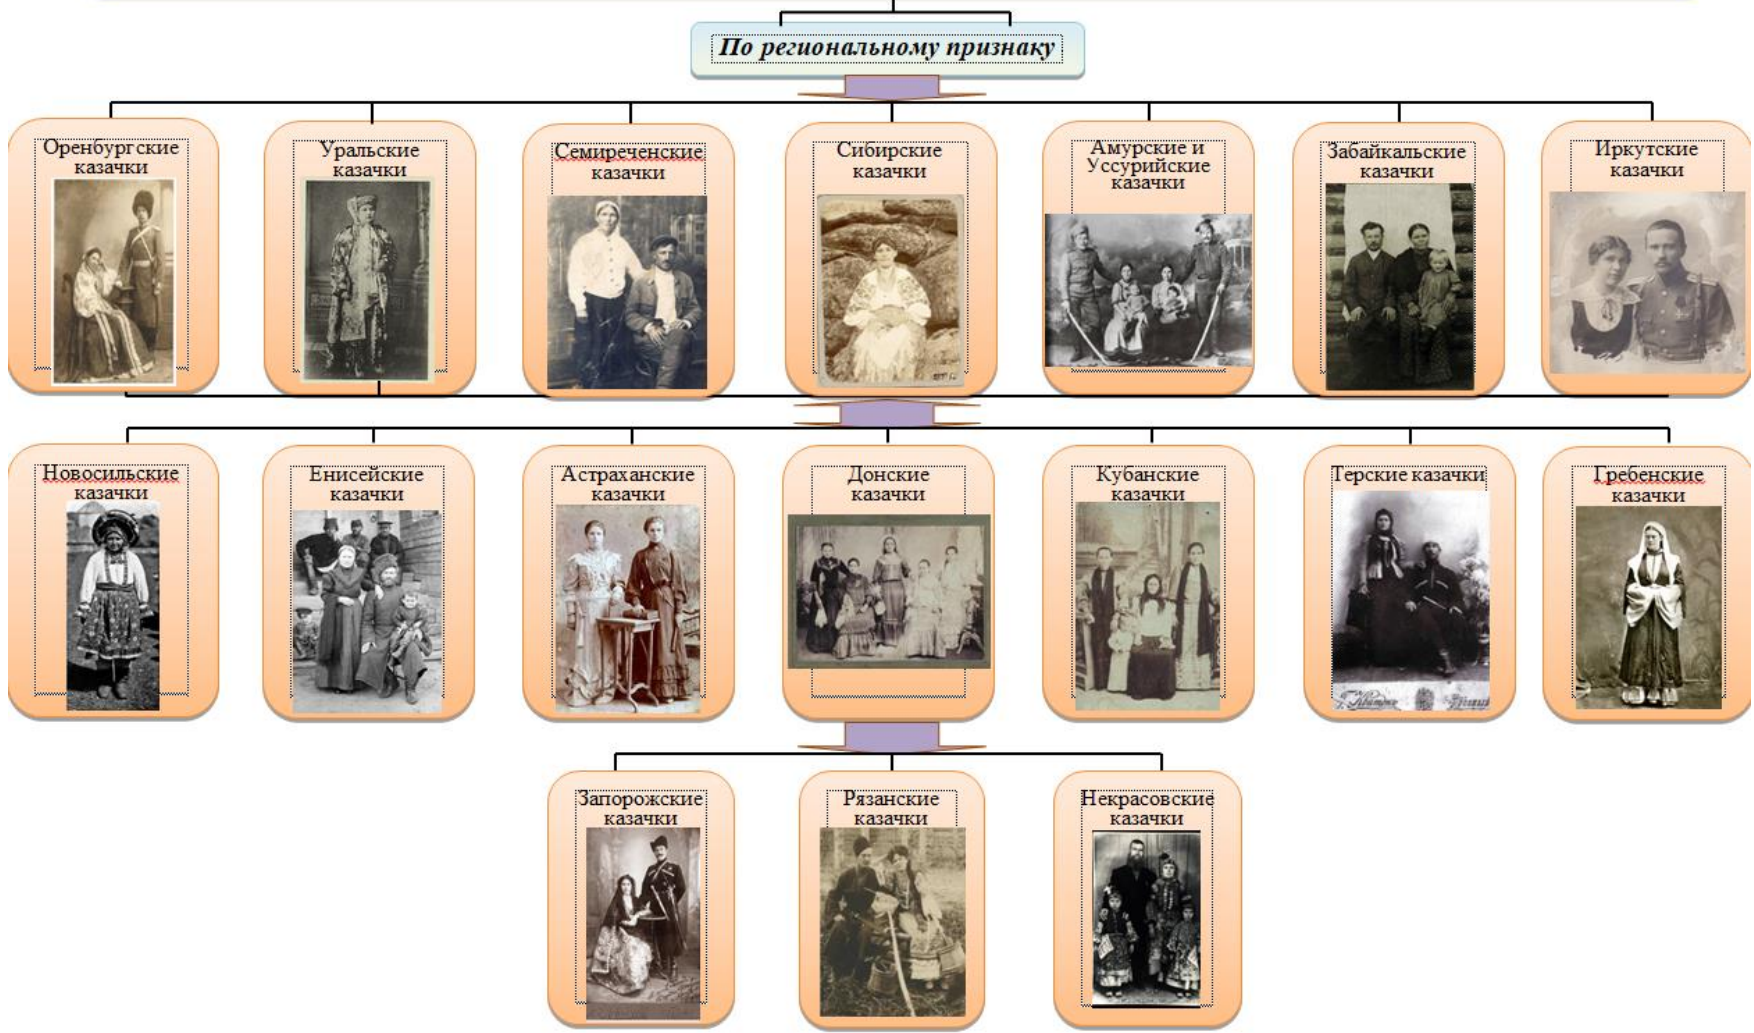 По региональному признаку
Оренбургские
казачки
Уральские
казачки
Семиреченские
казачки
Сибирские
казачки
Амурские и
Уссурийские
казачки
Забайкальские
казачки
Иркутские
казачки
Новосильские
казачки
Енисейские
казачки
Астраханские
казачки
Донские
казачки
Кубанские
казачки
Терские казачки
Гребенские
казачки
Запорожские
казачки
Рязанские
казачки
Некрасовские
казачки